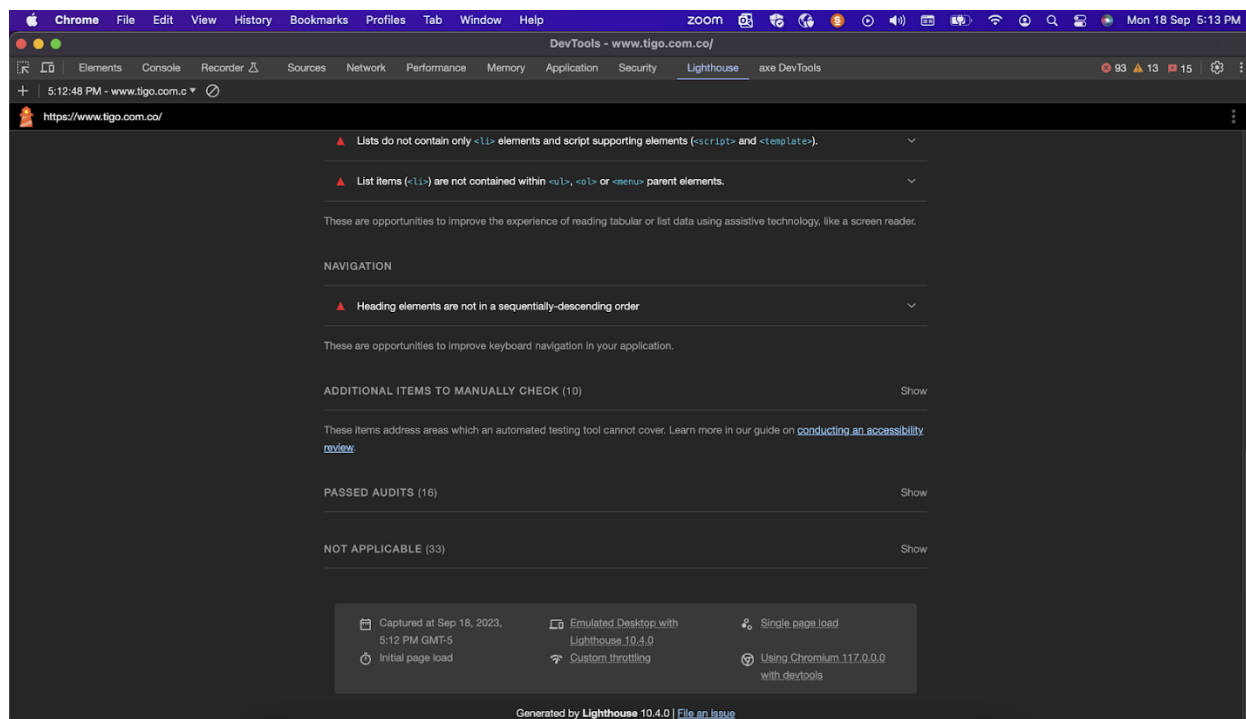 Chrome File Edit View History Bookmarks Profiles Tab Window Help zoom Mon 18 Sep 5:13 PM
DevTools - www.tigo.com.co/
Elements Console Recorder Sources Network Performance Memory Application Security Lighthouse axe DevTools 93 13 15
5:12:48 PM - www.tigo.com.c
https://www.tigo.com.co/
Lists do not contain only <li> elements and script supporting elements (<script> and <template>).
List items (<li>) are not contained within <ul>, <ol> or <menu> parent elements.
These are opportunities to improve the experience of reading tabular or list data using assistive technology, like a screen reader.
NAVIGATION
Heading elements are not in a sequentially-descending order
These are opportunities to improve keyboard navigation in your application.
ADDITIONAL ITEMS TO MANUALLY CHECK (10) Show
These items address areas which an automated testing tool cannot cover. Learn more in our guide on conducting an accessibility
review.
PASSED AUDITS (16) Show
NOT APPLICABLE (33) Show
Captured at Sep 18, 2023, Emulated Desktop with Single page load
5:12 PM GMT-5 Lighthouse 10.4.0
Initial page load Custom throttling Using Chromium 117.0.0.0
with devtools
Generated by Lighthouse 10.4.0 | File an issue